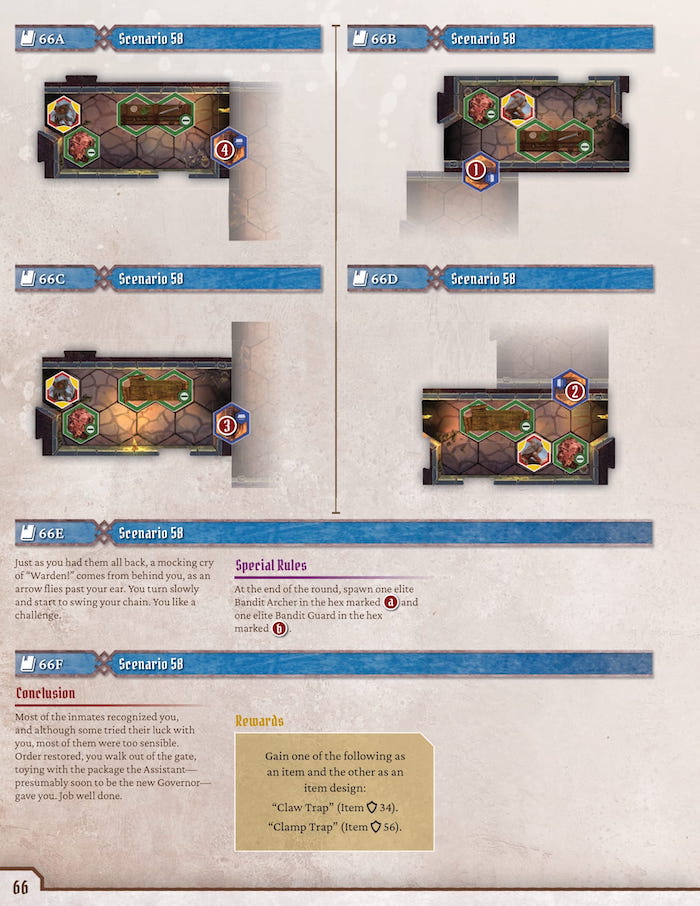 66A Scenario 58
4
66B Scenario 58
1
66C Scenario 58
3
66D Scenario 58
2
66E Scenario 58
Just as you had them all back, a mocking cry
of “Warden!” comes from behind you, as an
arrow flies past your ear. You turn slowly
and start to swing your chain. You like a
challenge.
Special Rules
At the end of the round, spawn one elite
Bandit Archer in the hex marked a and
one elite Bandit Guard in the hex
marked b.
66F Scenario 58
Conclusion
Most of the inmates recognized you,
and although some tried their luck with
you, most of them were too sensible.
Order restored, you walk out of the gate,
toying with the package the Assistant—
presumably soon to be the new Governor—
gave you. Job well done.
Rewards
Gain one of the following as
an item and the other as an
item design:
“Claw Trap” (Item 34).
“Clamp Trap” (Item 56).
66